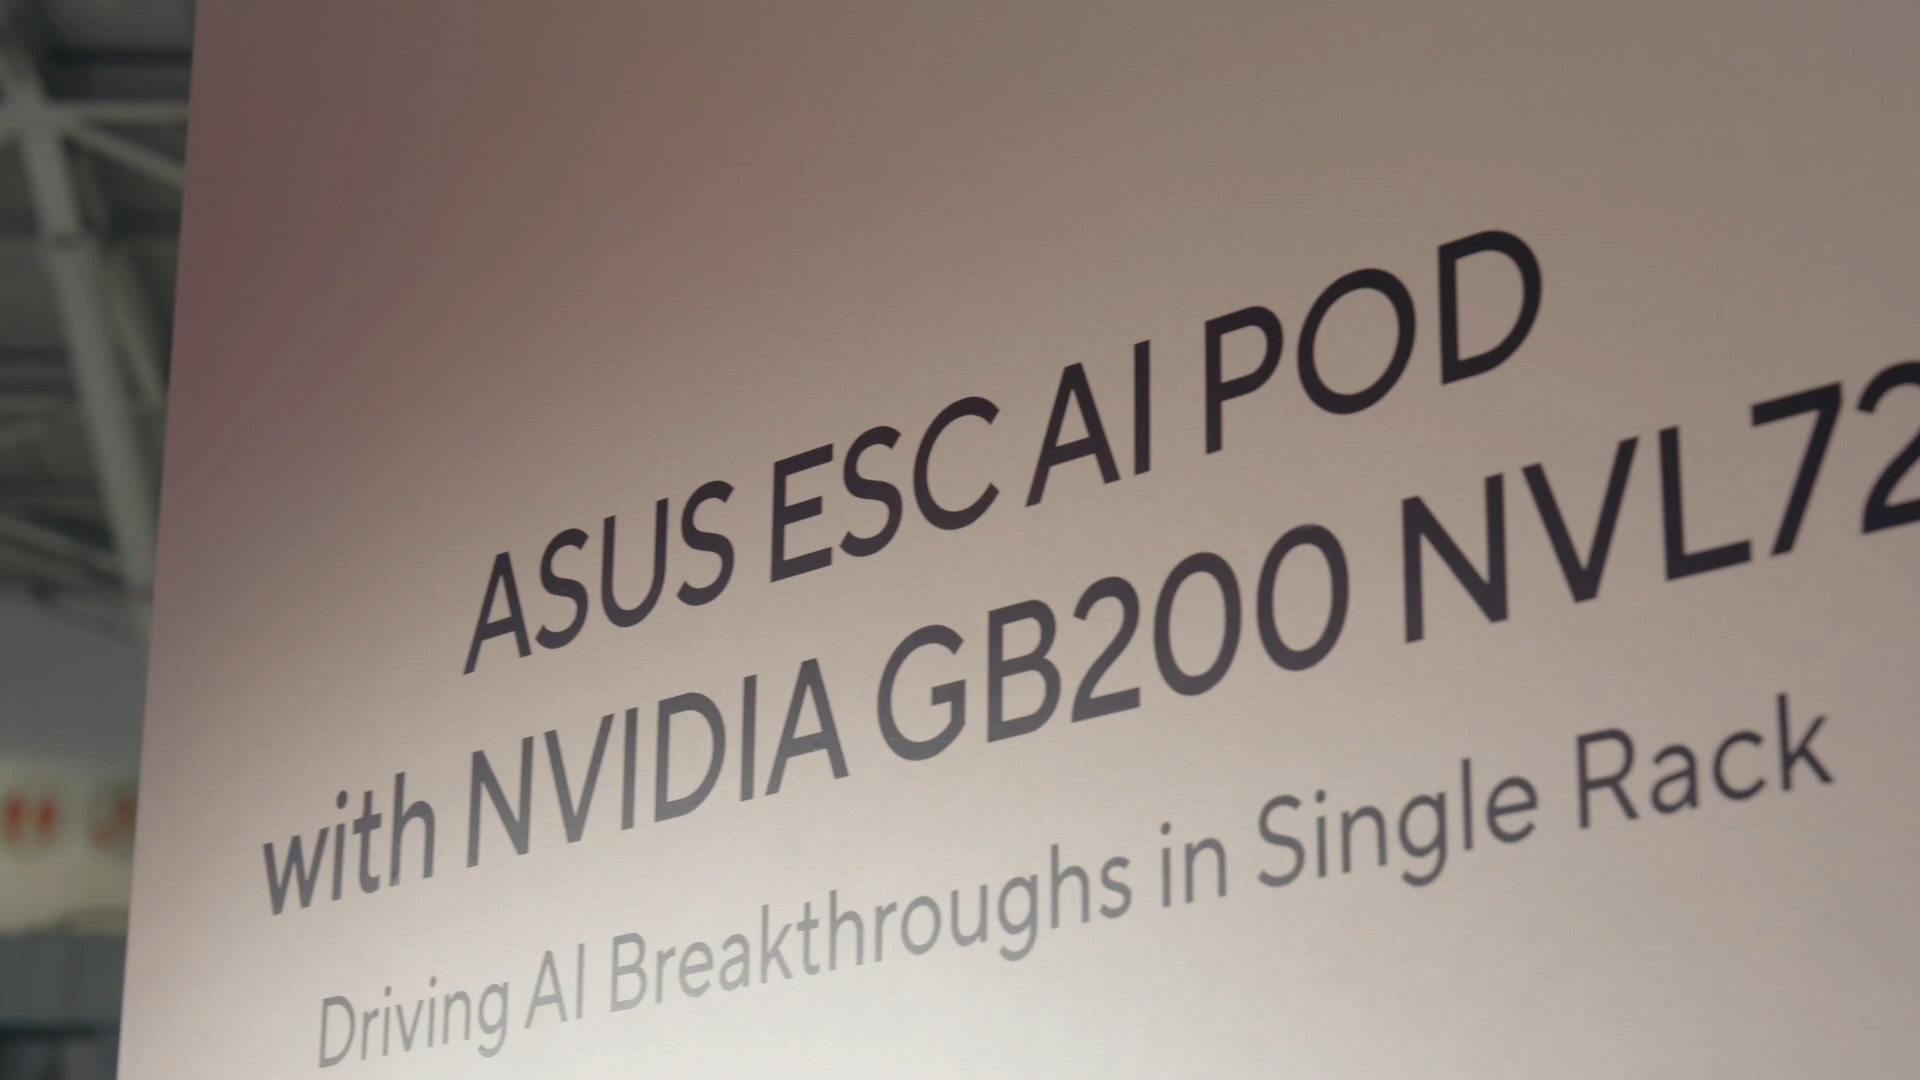 ASUS ESC AI POD
with NVIDIA GB200 NVL72
Driving AI Breakthroughs in Single Rack